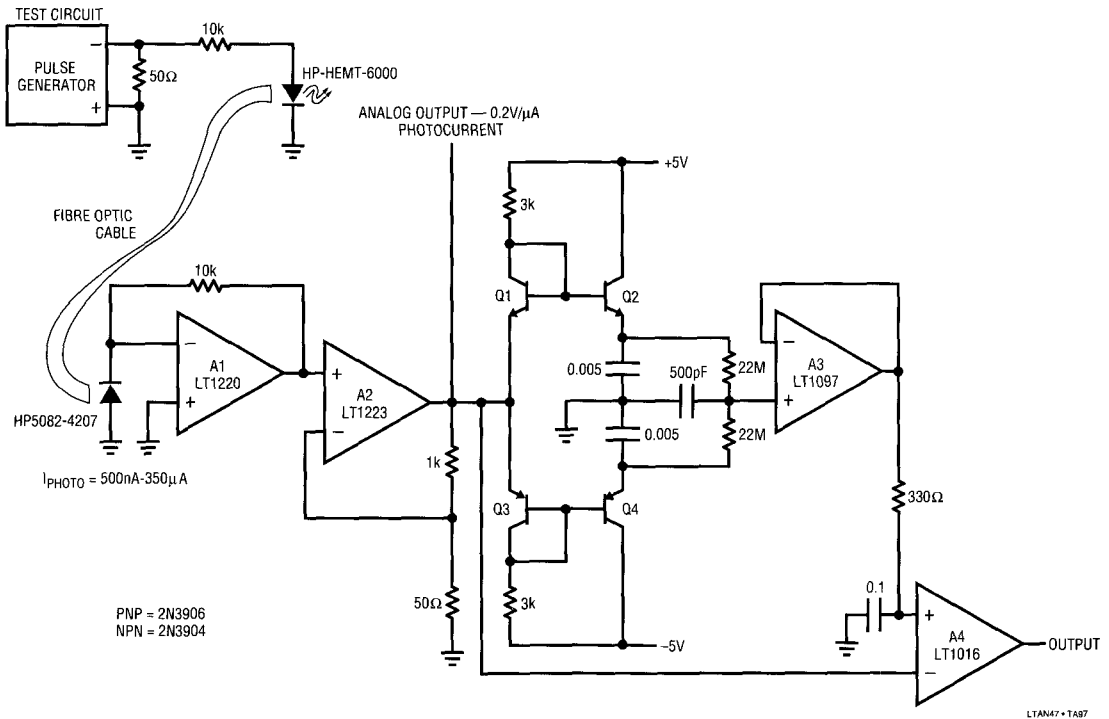 TEST CIRCUIT
PULSE
GENERATOR
−
+
50Ω
10k
HP-HEMT-6000
ANALOG OUTPUT — 0.2V/µA
PHOTOCURRENT
FIBRE OPTIC
CABLE
+5V
3k
Q1
Q2
10k
−
A1
LT1220
+
HP5082-4207
I PHOTO = 500nA-350µA
+
A2
LT1223
−
1k
50Ω
0.005
500pF
22M
0.005
22M
−
A3
LT1097
+
Q3
Q4
3k
−5V
330Ω
0.1
+
A4
LT1016
−
OUTPUT
PNP = 2N3906
NPN = 2N3904
LTAN47 • TA97